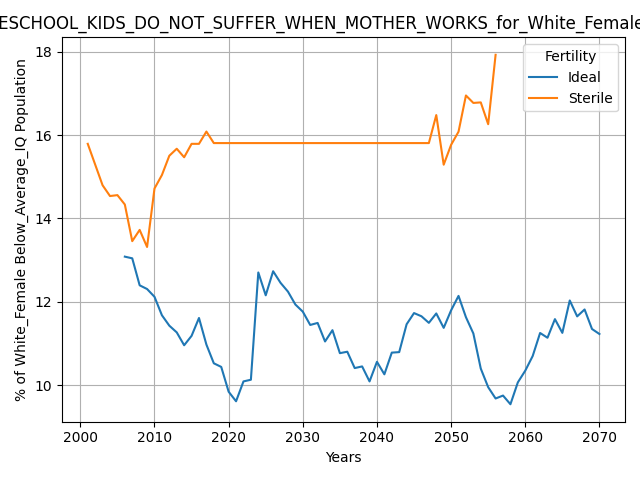 ESCHOOL_KIDS_DO_NOT_SUFFER_WHEN_MOTHER_WORKS_for_White_Female
% of White_Female Below_Average_IQ Population
18
16
14
12
10
Fertility
Ideal
Sterile
2000 2010 2020 2030 2040 2050 2060 2070
Years